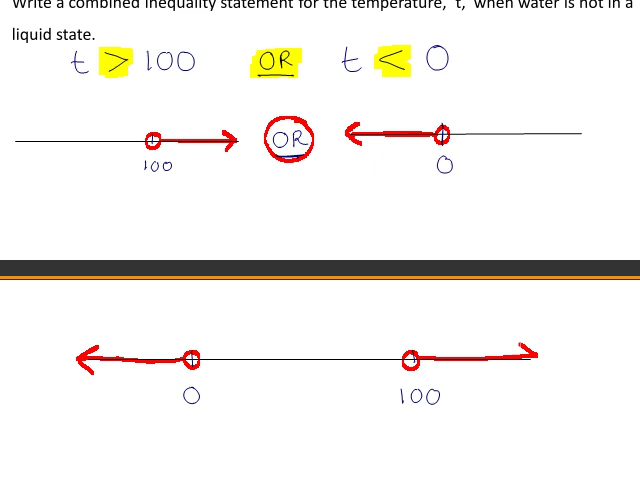 Write a combined inequality statement for the temperature, t, when water is not in a
liquid state.
t > 100 OR t < 0
OR
100 0
0 100